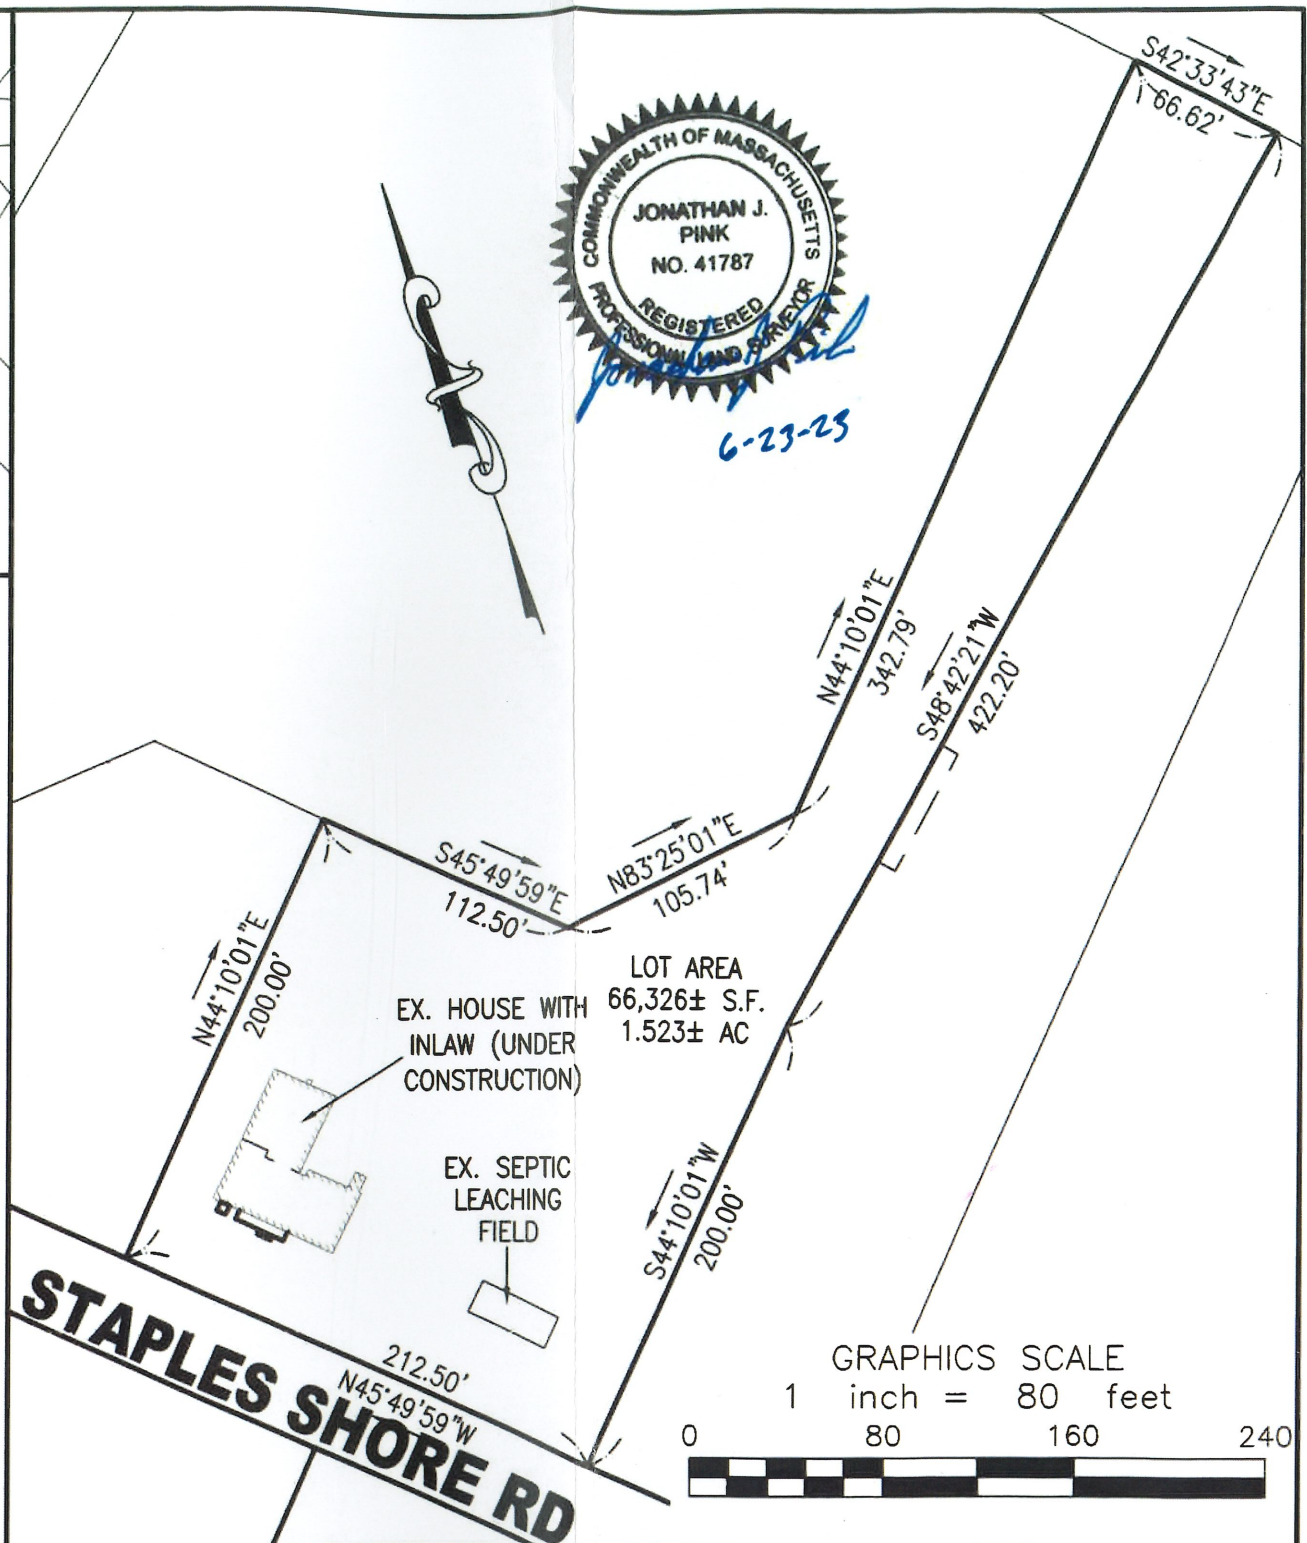 S42°33'43"E
66.62'
COMMONWEALTH OF MASSACHUSETTS
JONATHAN J.
PINK
NO. 41787
REGISTERED
PROFESSIONAL LAND SURVEYOR
Jonathan J Pink
6-23-23
N44°10'01"E
342.79'
S48°42'21"W
422.20'
S45°49'59"E
112.50'
N83°25'01"E
105.74'
N44°10'01"E
200.00'
LOT AREA
66,326± S.F.
1.523± AC
EX. HOUSE WITH
INLAW (UNDER
CONSTRUCTION)
EX. SEPTIC
LEACHING
FIELD
S44°10'01"W
200.00'
212.50'
N45°49'59"W
STAPLES SHORE RD
GRAPHICS SCALE
1 inch = 80 feet
0 80 160 240